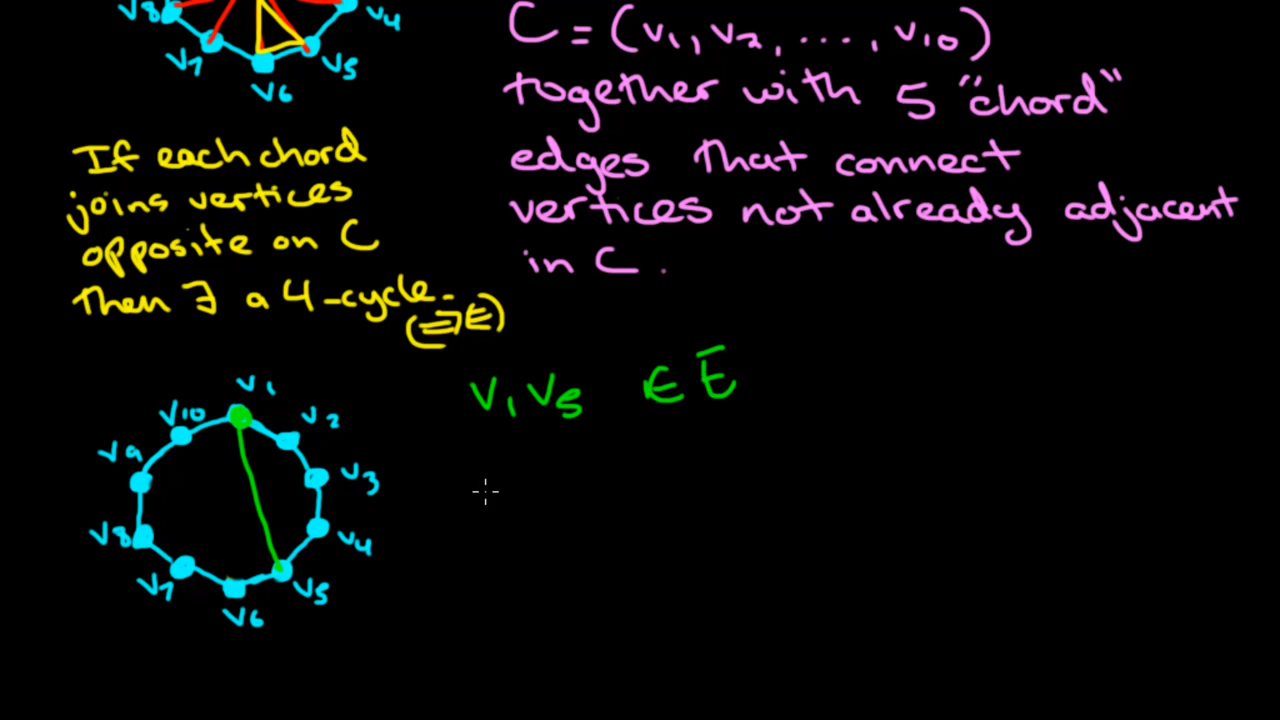 v8
v7
v6
v5
v4
C = (v1, v2, ..., v10)
together with 5 "chord"
edges that connect
vertices not already adjacent
in C.
If each chord
joins vertices
opposite on C
Then ∃ a 4-cycle.
v1 v5 ∈ E̅
v1
v2
v3
v4
v5
v6
v7
v8
v9
v10